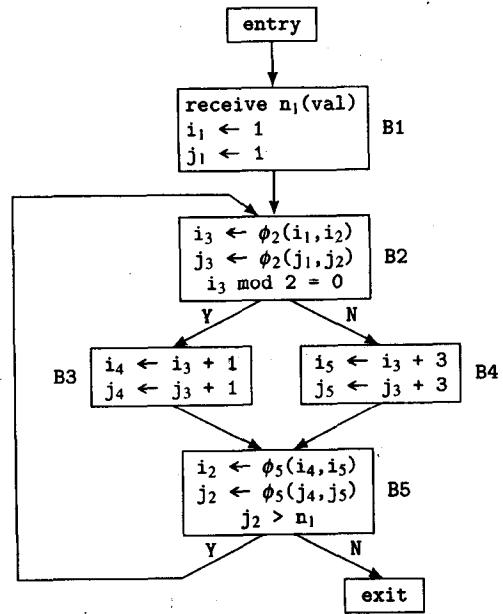 entry
receive n₁(val)
i₁ ← 1
j₁ ← 1
B1
i₃ ← ϕ₂(i₁,i₂)
j₃ ← ϕ₂(j₁,j₂)
i₃ mod 2 = 0
B2
Y
N
B3
i₄ ← i₃ + 1
j₄ ← j₃ + 1
i₅ ← i₃ + 3
j₅ ← j₃ + 3
B4
i₂ ← ϕ₅(i₄,i₅)
j₂ ← ϕ₅(j₄,j₅)
j₂ > n₁
B5
Y
N
exit